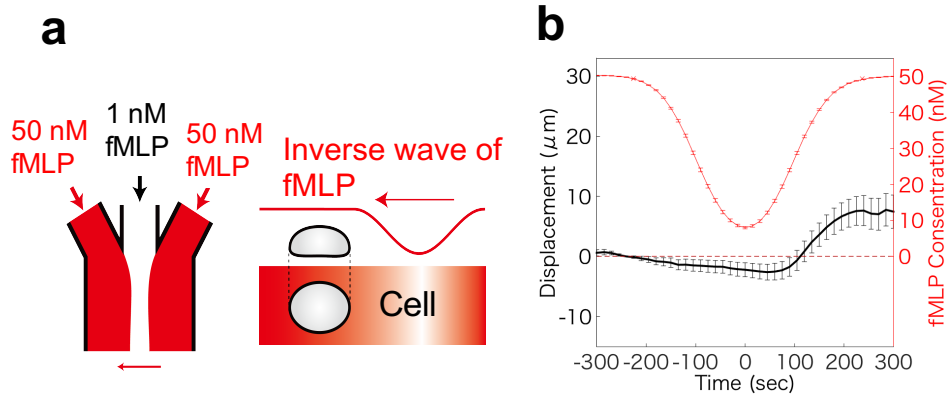 a
50 nM
fMLP
1 nM
fMLP
50 nM
fMLP
Inverse wave of
fMLP
Cell
b
Displacement (μm)
30
20
10
0
-10
50
40
30
20
10
0
fMLP Consentration (nM)
-300 -200 -100 0 100 200 300
Time (sec)